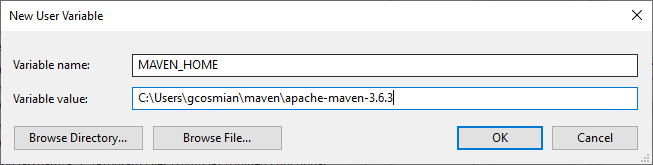 New User Variable
Variable name: MAVEN_HOME
Variable value: C:\Users\gcosmian\maven\apache-maven-3.6.3
Browse Directory... Browse File... OK Cancel